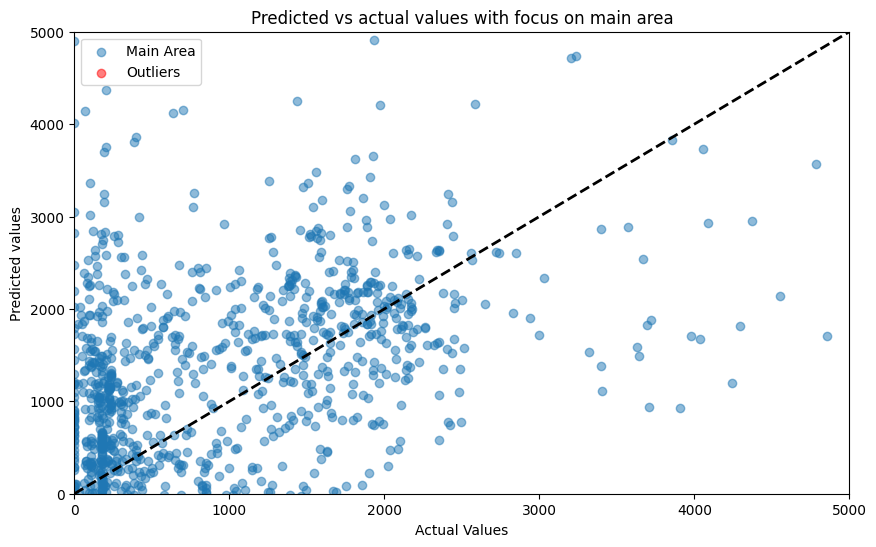 Predicted vs actual values with focus on main area
Main Area
Outliers
Predicted values
5000
4000
3000
2000
1000
0
0
1000
2000
3000
4000
5000
Actual Values